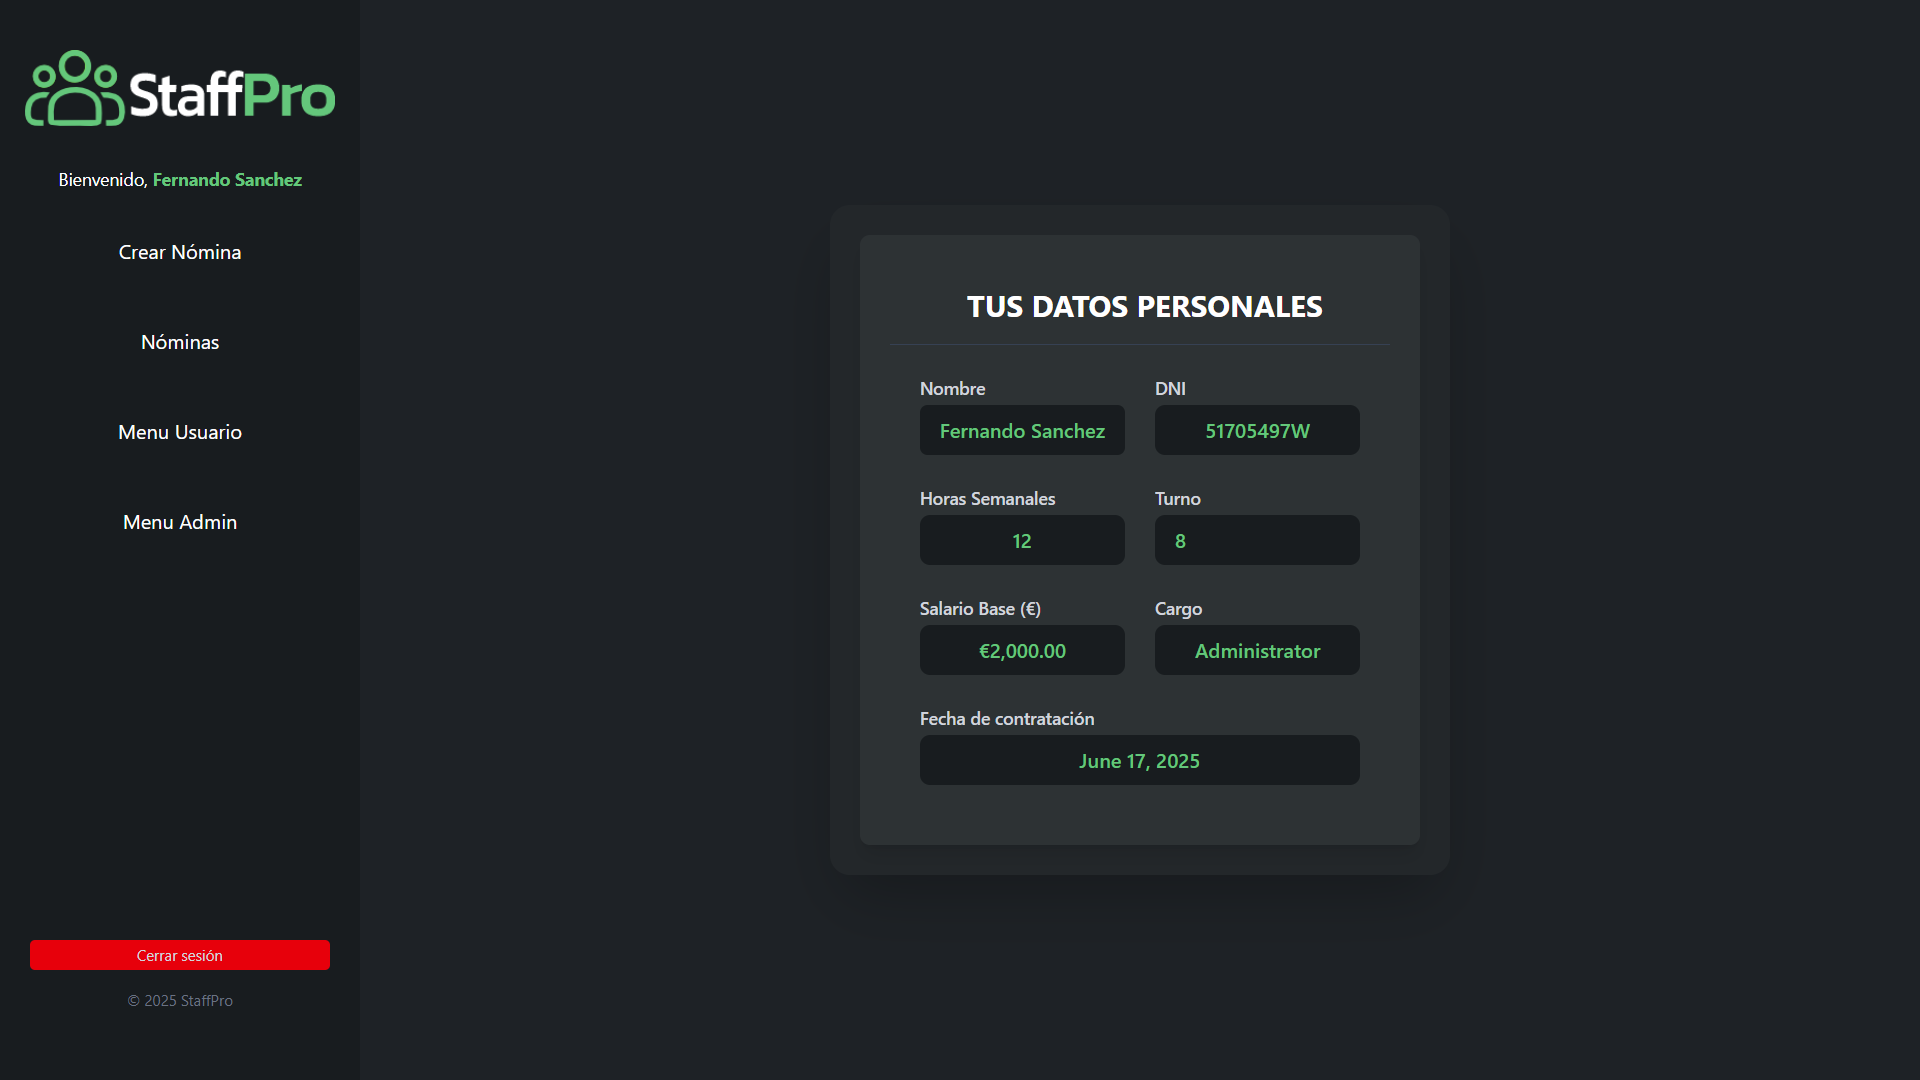 StaffPro
Bienvenido, Fernando Sanchez
Crear Nómina
Nóminas
Menu Usuario
Menu Admin
Cerrar sesión
© 2025 StaffPro
TUS DATOS PERSONALES
Nombre
Fernando Sanchez
DNI
51705497W
Horas Semanales
12
Turno
8
Salario Base (€)
€2,000.00
Cargo
Administrator
Fecha de contratación
June 17, 2025